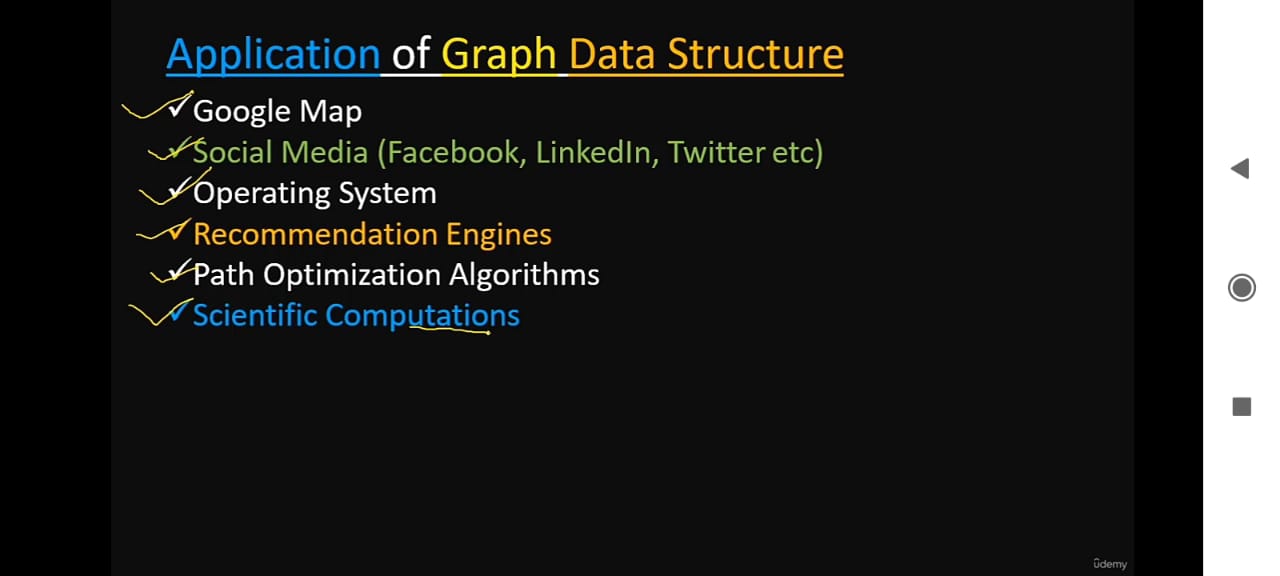 Application of Graph Data Structure
Google Map
Social Media (Facebook, LinkedIn, Twitter etc)
Operating System
Recommendation Engines
Path Optimization Algorithms
Scientific Computations
ûdemy